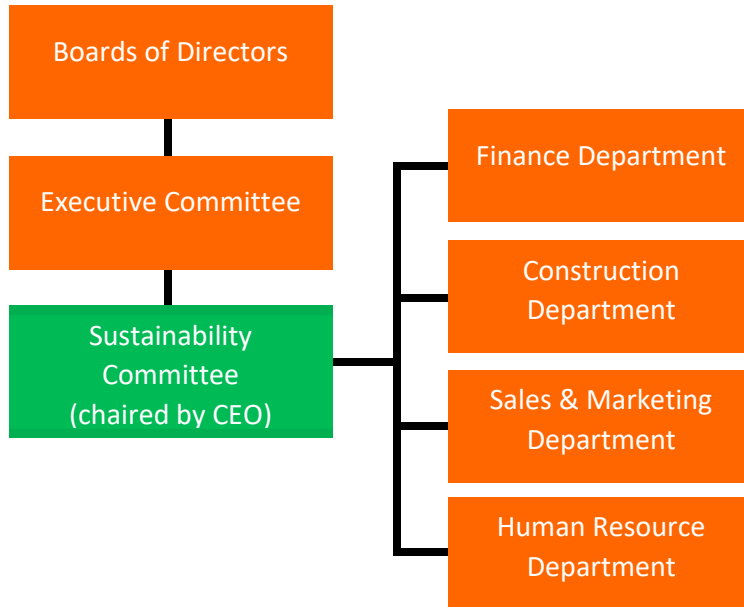 Boards of Directors
Executive Committee
Sustainability
Committee
(chaired by CEO)
Finance Department
Construction
Department
Sales & Marketing
Department
Human Resource
Department